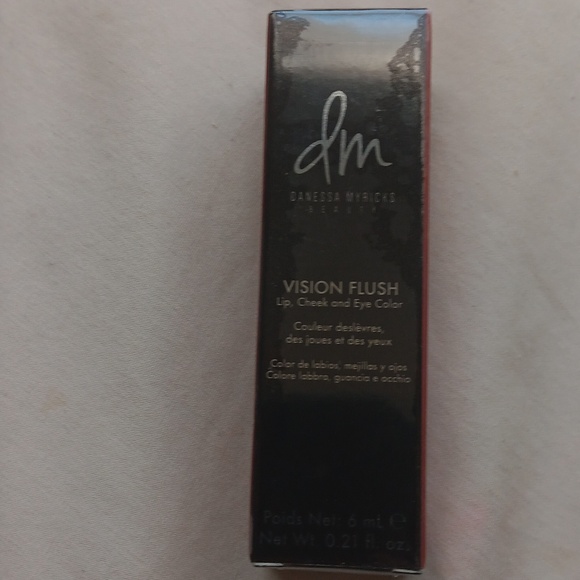 dm
DANESSA MYRICKS
BEAUTY
VISION FLUSH
Lip, Cheek and Eye Color
Couleur deslèvres,
des joues et des yeux
Color de labios, mejillas y ojos
Colore labbra, guancia e occhio
Poids Net: 6 mL e
Net Wt. 0.21 fl. oz.